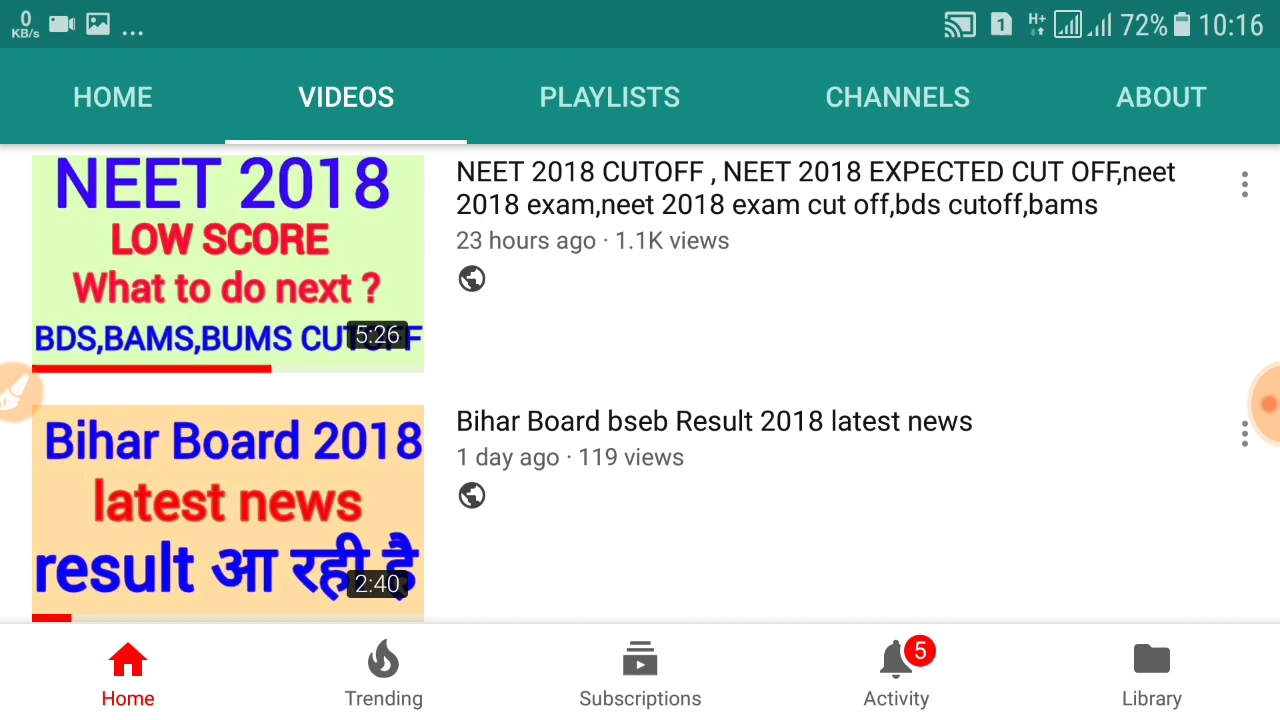 0
KB/s
...
1
H+
72%
10:16
HOME
VIDEOS
PLAYLISTS
CHANNELS
ABOUT
NEET 2018
LOW SCORE
What to do next ?
BDS,BAMS,BUMS CUTOFF
5:26
NEET 2018 CUTOFF , NEET 2018 EXPECTED CUT OFF,neet
2018 exam,neet 2018 exam cut off,bds cutoff,bams
23 hours ago · 1.1K views
Bihar Board 2018
latest news
result आ रही है
2:40
Bihar Board bseb Result 2018 latest news
1 day ago · 119 views
Home
Trending
Subscriptions
5
Activity
Library